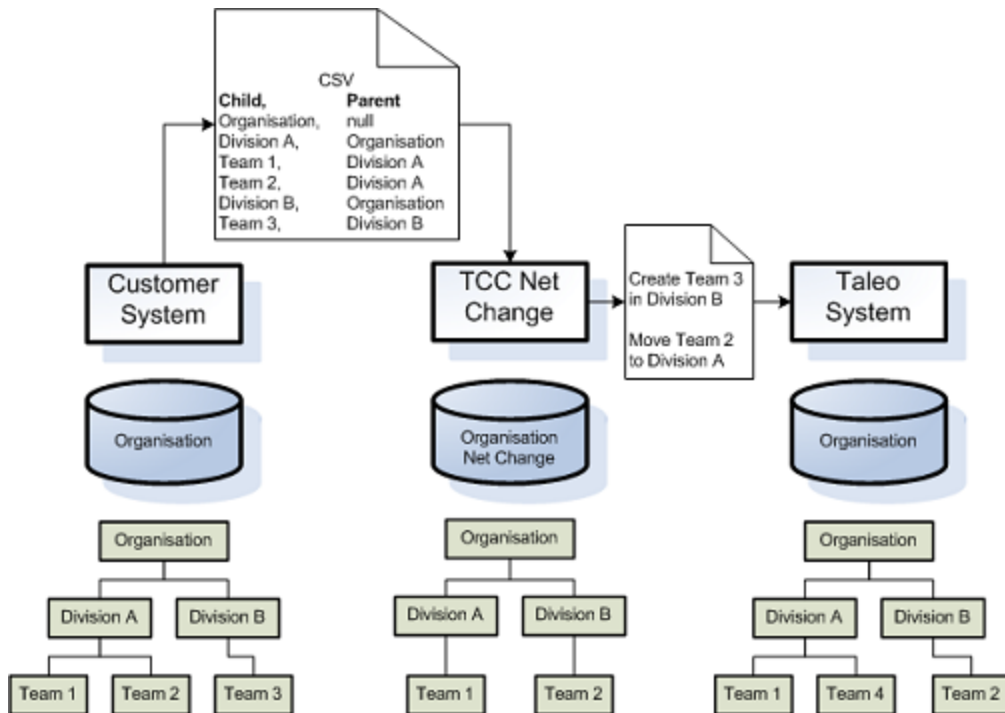 CSV
Child, Parent
Organisation, null
Division A, Organisation
Team 1, Division A
Team 2, Division A
Division B, Organisation
Team 3, Division B
Customer
System
TCC Net
Change
Create Team 3
in Division B
Move Team 2
to Division A
Taleo
System
Organisation
Organisation
Net Change
Organisation
Organisation
Division A
Division B
Team 1
Team 2
Team 3
Organisation
Division A
Division B
Team 1
Team 2
Organisation
Division A
Division B
Team 1
Team 4
Team 2